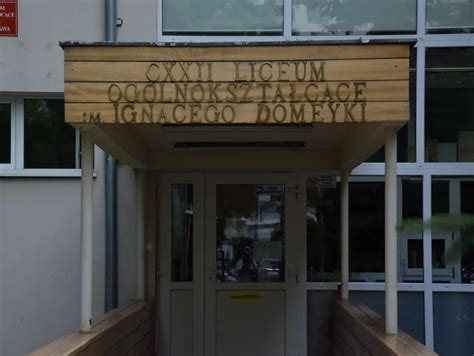 CXXII LICEUM
OGÓLNOKSZTAŁCĄCE
IM. IGNACEGO DOMEYKI